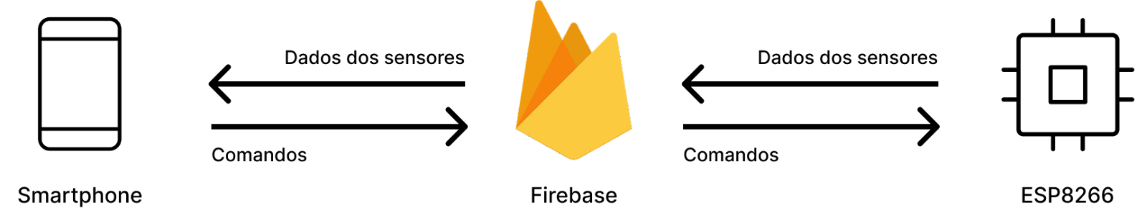 Dados dos sensores
Dados dos sensores
Comandos
Comandos
Smartphone
Firebase
ESP8266